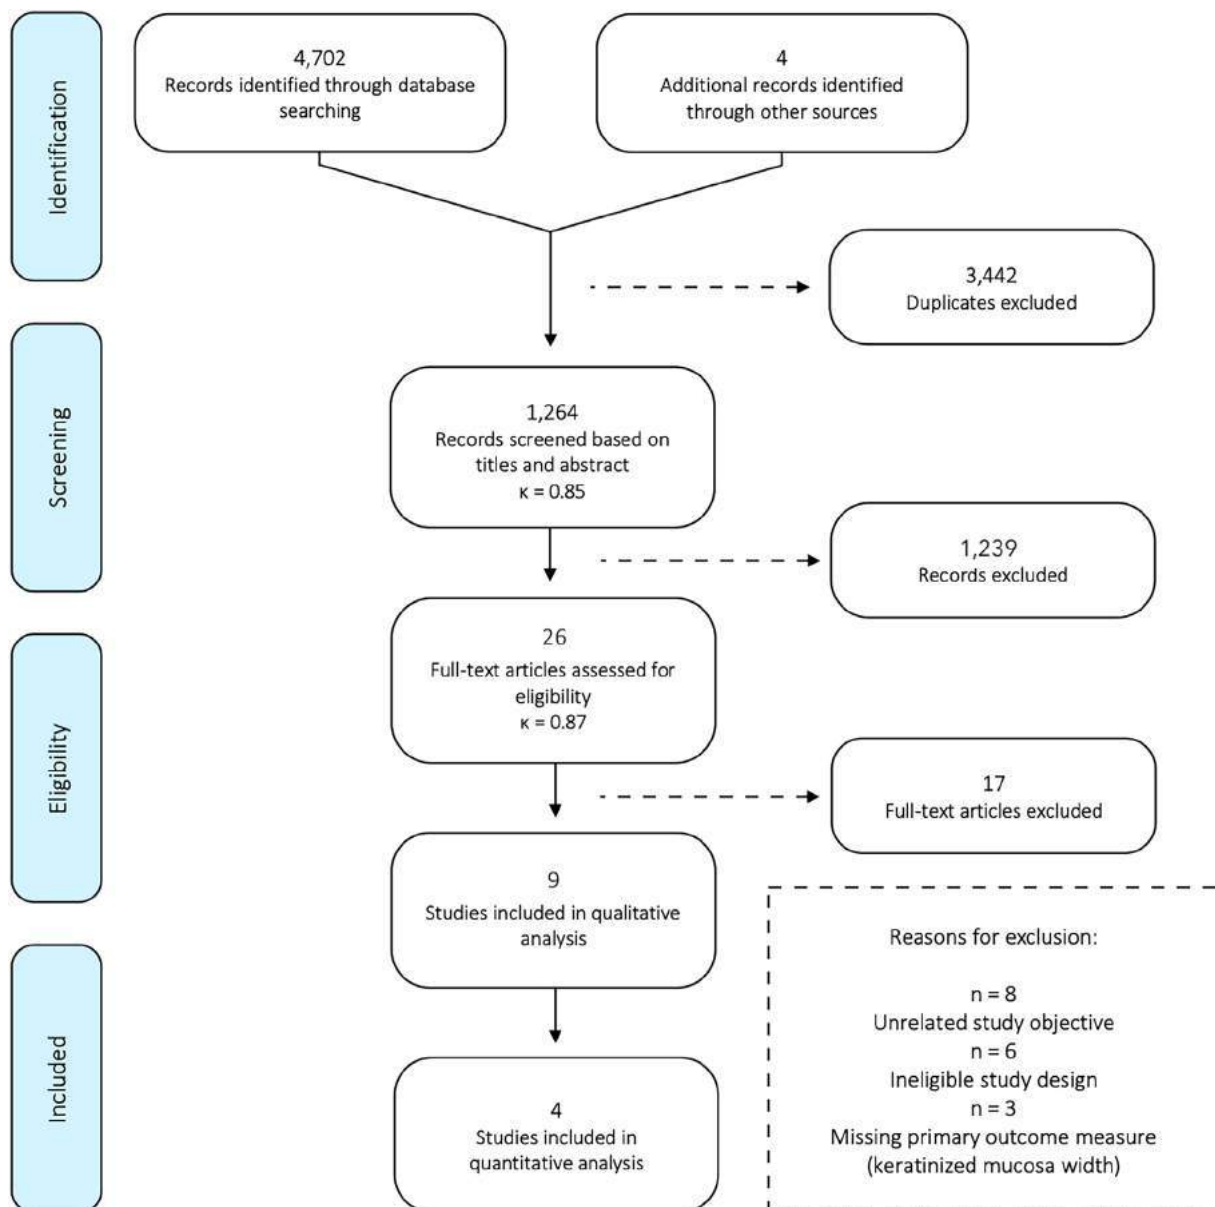 Identification
4,702
Records identified through database
searching
4
Additional records identified
through other sources
3,442
Duplicates excluded
Screening
1,264
Records screened based on
titles and abstract
κ = 0.85
1,239
Records excluded
Eligibility
26
Full-text articles assessed for
eligibility
κ = 0.87
17
Full-text articles excluded
9
Studies included in qualitative
analysis
Included
4
Studies included in
quantitative analysis
Reasons for exclusion:
n = 8
Unrelated study objective
n = 6
Ineligible study design
n = 3
Missing primary outcome measure
(keratinized mucosa width)